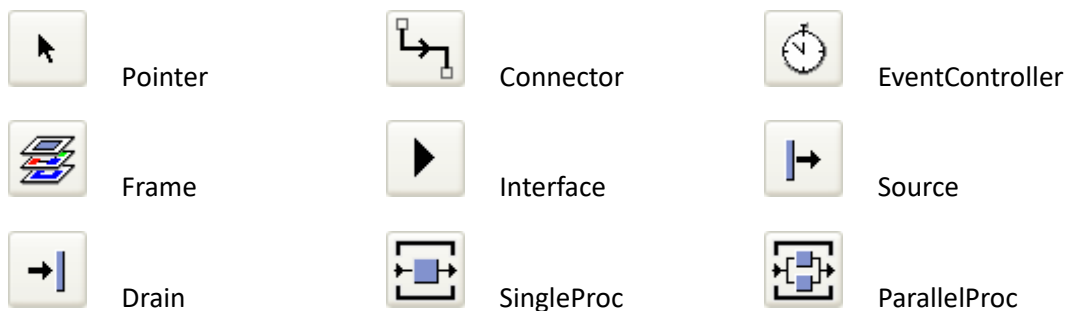 Pointer
Connector
EventController
Frame
Interface
Source
Drain
SingleProc
ParallelProc